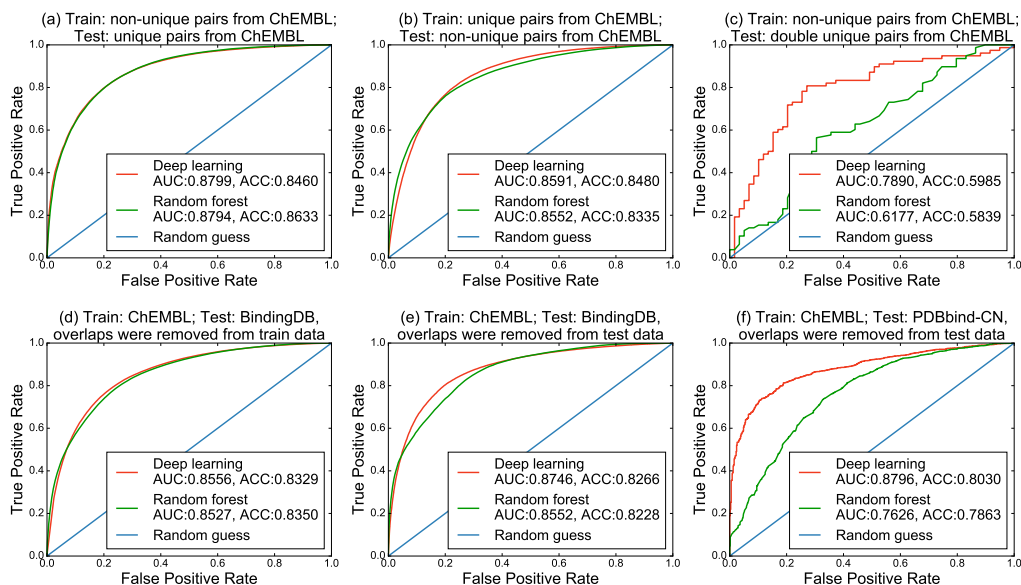 (a) Train: non-unique pairs from ChEMBL;
Test: unique pairs from ChEMBL
1.0
0.8
0.6
0.4
0.2
0.0
True Positive Rate
Deep learning
AUC:0.8799, ACC:0.8460
Random forest
AUC:0.8794, ACC:0.8633
Random guess
0.0 0.2 0.4 0.6 0.8 1.0
False Positive Rate
(b) Train: unique pairs from ChEMBL;
Test: non-unique pairs from ChEMBL
1.0
0.8
0.6
0.4
0.2
0.0
True Positive Rate
Deep learning
AUC:0.8591, ACC:0.8480
Random forest
AUC:0.8552, ACC:0.8335
Random guess
0.0 0.2 0.4 0.6 0.8 1.0
False Positive Rate
(c) Train: non-unique pairs from ChEMBL;
Test: double unique pairs from ChEMBL
1.0
0.8
0.6
0.4
0.2
0.0
True Positive Rate
Deep learning
AUC:0.7890, ACC:0.5985
Random forest
AUC:0.6177, ACC:0.5839
Random guess
0.0 0.2 0.4 0.6 0.8 1.0
False Positive Rate
(d) Train: ChEMBL; Test: BindingDB,
overlaps were removed from train data
1.0
0.8
0.6
0.4
0.2
0.0
True Positive Rate
Deep learning
AUC:0.8556, ACC:0.8329
Random forest
AUC:0.8527, ACC:0.8350
Random guess
0.0 0.2 0.4 0.6 0.8 1.0
False Positive Rate
(e) Train: ChEMBL; Test: BindingDB,
overlaps were removed from test data
1.0
0.8
0.6
0.4
0.2
0.0
True Positive Rate
Deep learning
AUC:0.8746, ACC:0.8266
Random forest
AUC:0.8552, ACC:0.8228
Random guess
0.0 0.2 0.4 0.6 0.8 1.0
False Positive Rate
(f) Train: ChEMBL; Test: PDBbind-CN,
overlaps were removed from test data
1.0
0.8
0.6
0.4
0.2
0.0
True Positive Rate
Deep learning
AUC:0.8796, ACC:0.8030
Random forest
AUC:0.7626, ACC:0.7863
Random guess
0.0 0.2 0.4 0.6 0.8 1.0
False Positive Rate